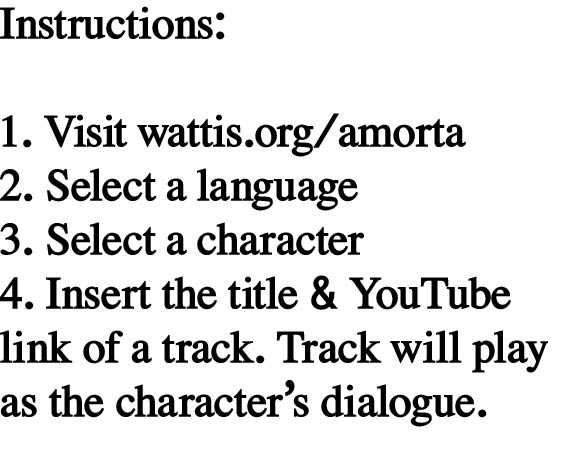 Instructions:
1. Visit wattis.org/amorta
2. Select a language
3. Select a character
4. Insert the title & YouTube
link of a track. Track will play
as the character’s dialogue.